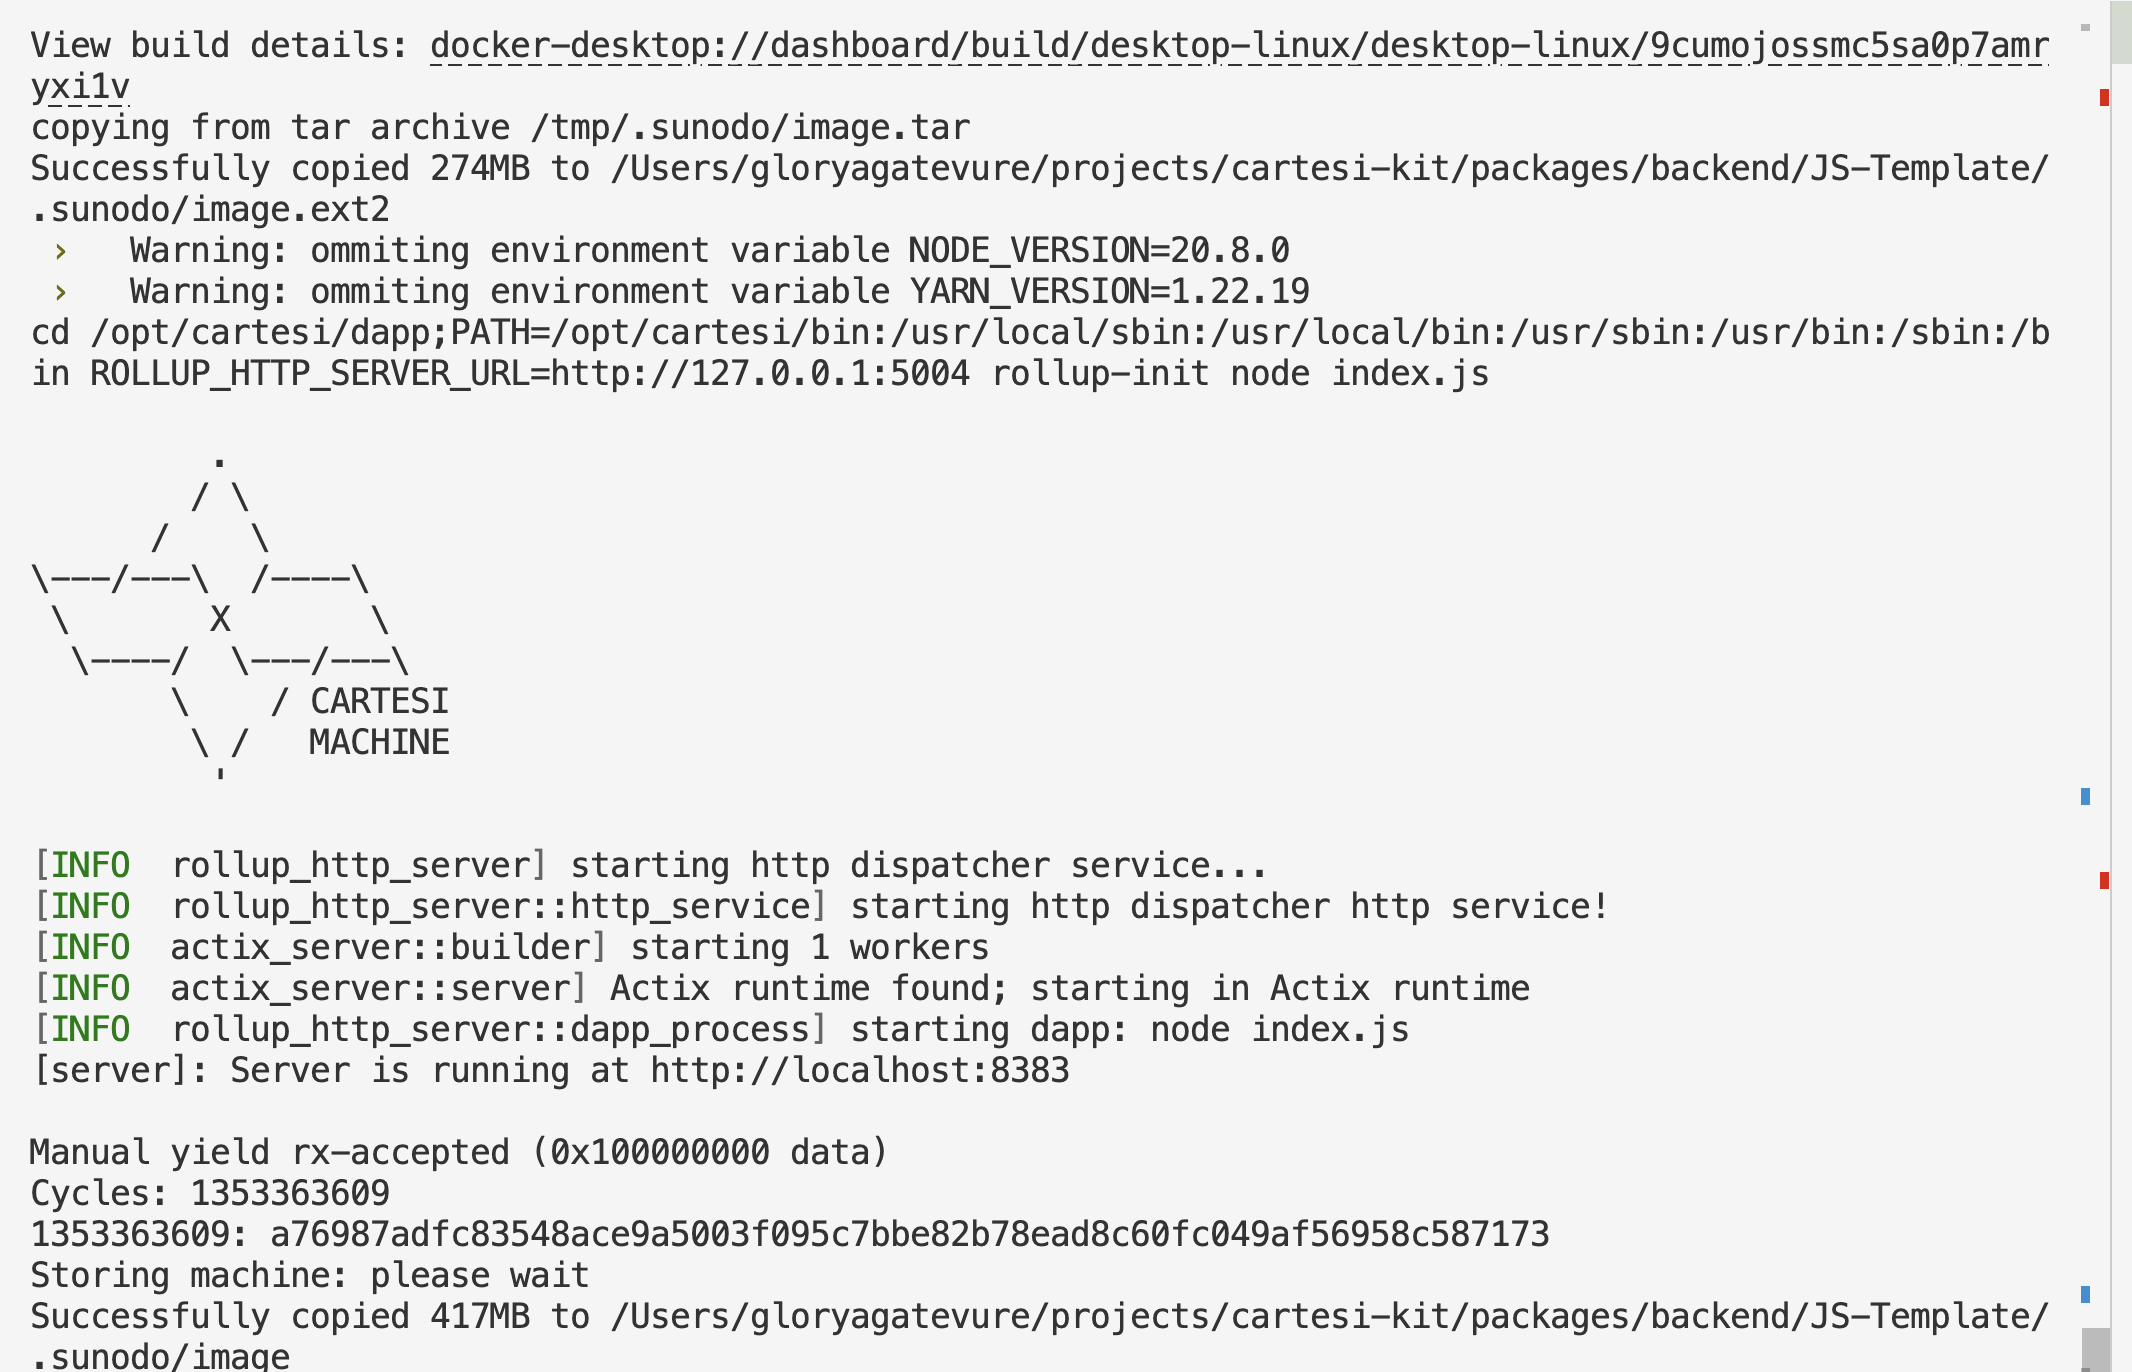 View build details: docker-desktop://dashboard/build/desktop-linux/desktop-linux/9cumojossmc5sa0p7amr
yxi1v
copying from tar archive /tmp/.sunodo/image.tar
Successfully copied 274MB to /Users/gloryagatevure/projects/cartesi-kit/packages/backend/JS-Template/
.sunodo/image.ext2
 ›   Warning: ommiting environment variable NODE_VERSION=20.8.0
 ›   Warning: ommiting environment variable YARN_VERSION=1.22.19
cd /opt/cartesi/dapp;PATH=/opt/cartesi/bin:/usr/local/sbin:/usr/local/bin:/usr/sbin:/usr/bin:/sbin:/b
in ROLLUP_HTTP_SERVER_URL=http://127.0.0.1:5004 rollup-init node index.js

         .
        / \
      /    \
\---/---\  /----\
 \       X       \
  \----/  \---/---\
       \    / CARTESI
        \ /   MACHINE
         '

[INFO  rollup_http_server] starting http dispatcher service...
[INFO  rollup_http_server::http_service] starting http dispatcher http service!
[INFO  actix_server::builder] starting 1 workers
[INFO  actix_server::server] Actix runtime found; starting in Actix runtime
[INFO  rollup_http_server::dapp_process] starting dapp: node index.js
[server]: Server is running at http://localhost:8383

Manual yield rx-accepted (0x100000000 data)
Cycles: 1353363609
1353363609: a76987adfc83548ace9a5003f095c7bbe82b78ead8c60fc049af56958c587173
Storing machine: please wait
Successfully copied 417MB to /Users/gloryagatevure/projects/cartesi-kit/packages/backend/JS-Template/
.sunodo/image